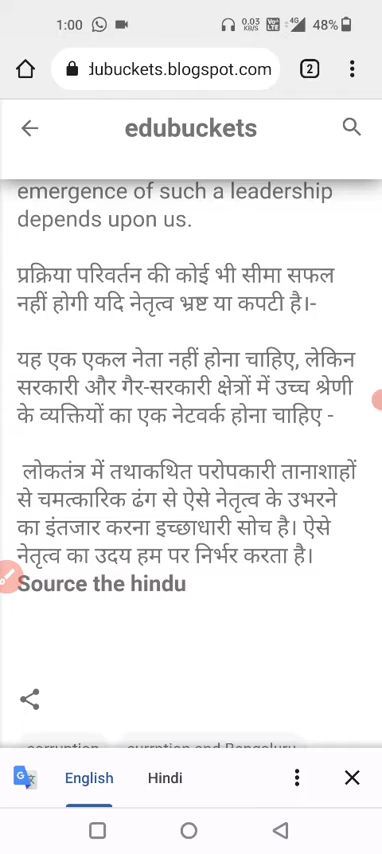 1:00
0.03
KB/S
Vo
LTE
4G
48%
dubuckets.blogspot.com
2
edubuckets
emergence of such a leadership
depends upon us.
प्रक्रिया परिवर्तन की कोई भी सीमा सफल
नहीं होगी यदि नेतृत्व भ्रष्ट या कपटी है।-
यह एक एकल नेता नहीं होना चाहिए, लेकिन
सरकारी और गैर-सरकारी क्षेत्रों में उच्च श्रेणी
के व्यक्तियों का एक नेटवर्क होना चाहिए -
लोकतंत्र में तथाकथित परोपकारी तानाशाहों
से चमत्कारिक ढंग से ऐसे नेतृत्व के उभरने
का इंतजार करना इच्छाधारी सोच है। ऐसे
नेतृत्व का उदय हम पर निर्भर करता है।
Source the hindu
English
Hindi